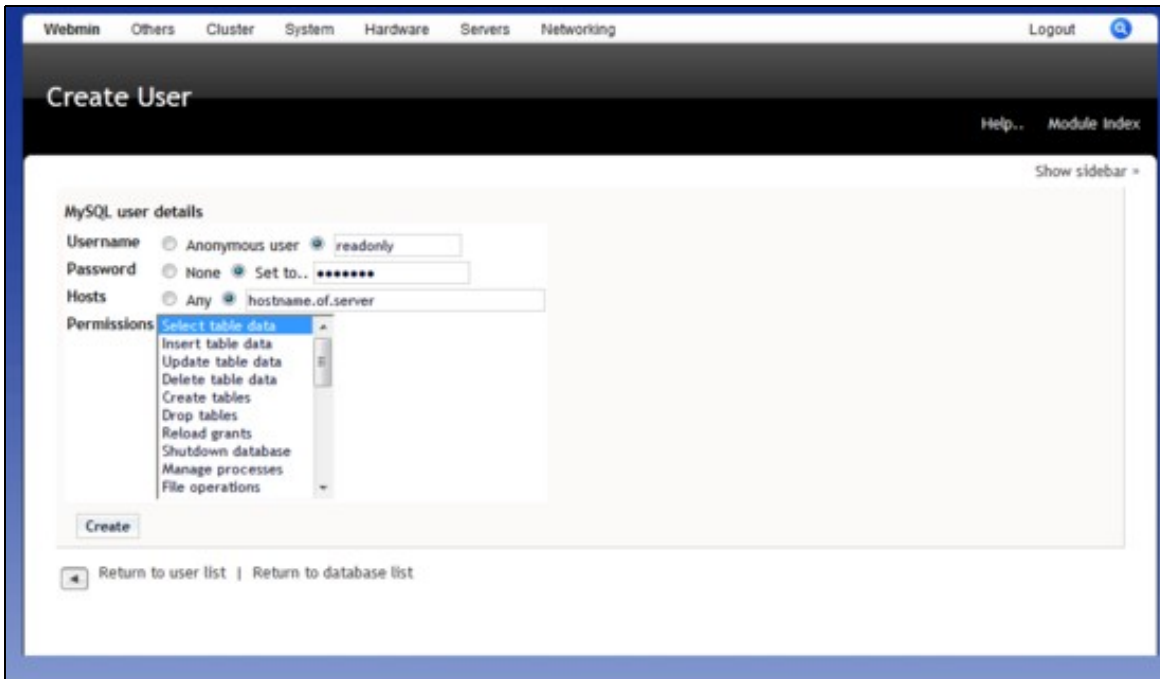 Webmin Others Cluster System Hardware Servers Networking Logout
Create User
Help.. Module Index
Show sidebar »
MySQL user details
Username Anonymous user readonly
Password None Set to.. •••••••
Hosts Any hostname.of.server
Permissions Select table data
Insert table data
Update table data
Delete table data
Create tables
Drop tables
Reload grants
Shutdown database
Manage processes
File operations
Create
Return to user list | Return to database list